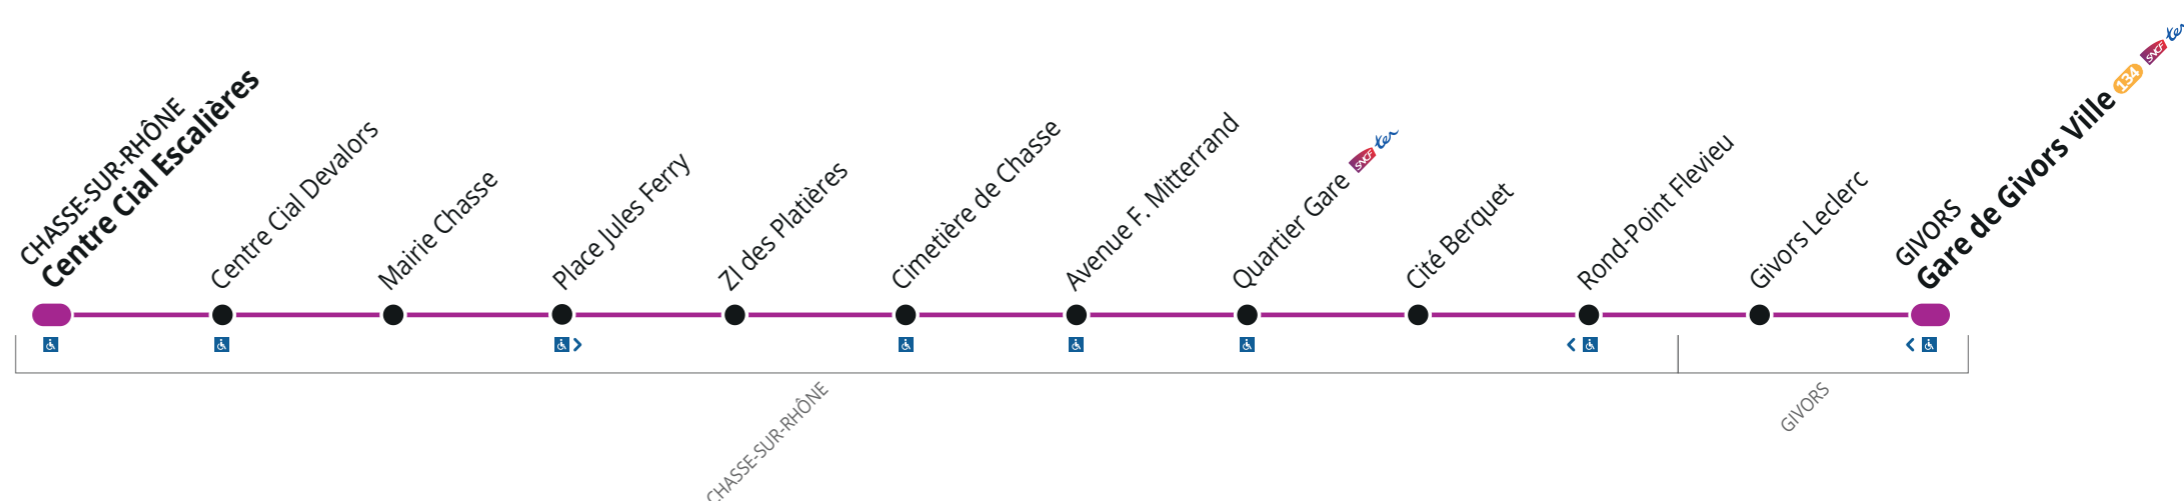 CHASSE-SUR-RHÔNE
Centre Cial Escalières
Centre Cial Devalors
Mairie Chasse
Place Jules Ferry
ZI des Platières
Cimetière de Chasse
Avenue F. Mitterrand
Quartier Gare SNCF ter
Cité Berquet
Rond-Point Flevieu
Givors Leclerc
GIVORS
Gare de Givors Ville 134 SNCF ter
CHASSE-SUR-RHÔNE
GIVORS